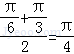 (π/6 + π/3)/2 = π/4